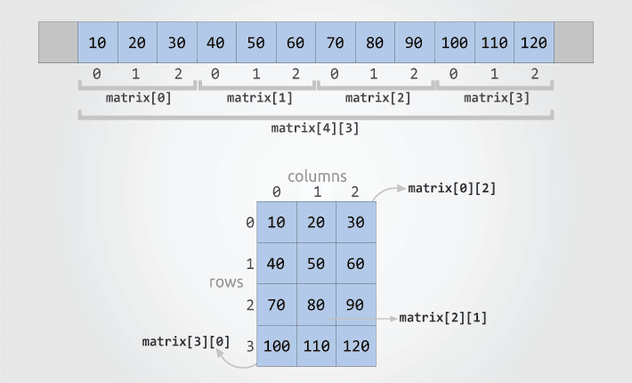 10 20 30 40 50 60 70 80 90 100 110 120
0 1 2 0 1 2 0 1 2 0 1 2
matrix[0] matrix[1] matrix[2] matrix[3]
matrix[4][3]
columns
0 1 2
matrix[0][2]
0 10 20 30
1 40 50 60
rows
2 70 80 90
matrix[2][1]
matrix[3][0]
3 100 110 120